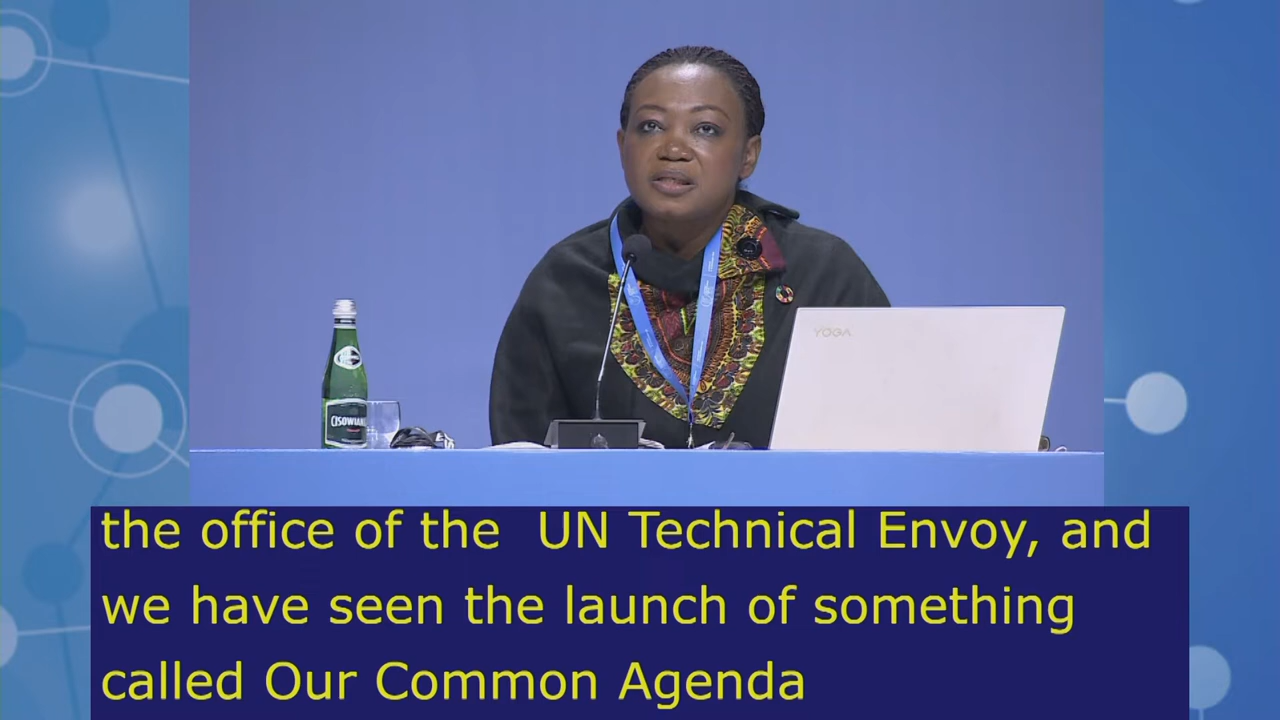 YOGA
CISOWIAN
the office of the  UN Technical Envoy, and
we have seen the launch of something
called Our Common Agenda